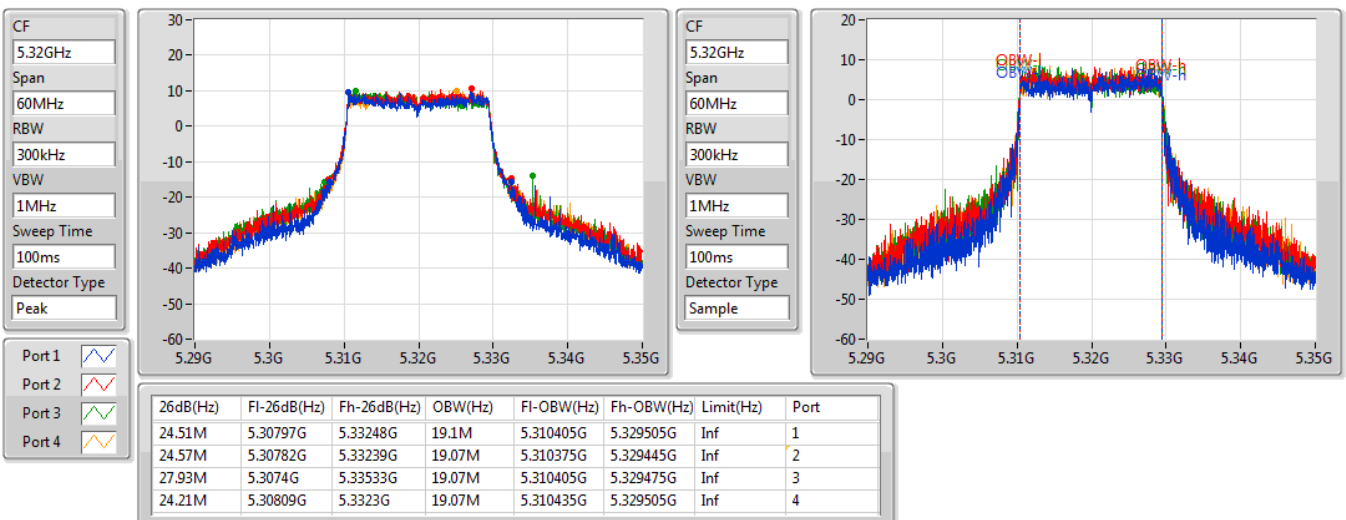 CF
5.32GHz
Span
60MHz
RBW
300kHz
VBW
1MHz
Sweep Time
100ms
Detector Type
Peak
30
20
10
0
-10
-20
-30
-40
-50
-60
5.29G 5.3G 5.31G 5.32G 5.33G 5.34G 5.35G
CF
5.32GHz
Span
60MHz
RBW
300kHz
VBW
1MHz
Sweep Time
100ms
Detector Type
Sample
20
10
0
-10
-20
-30
-40
-50
-60
OBW-l OBW-h
5.29G 5.3G 5.31G 5.32G 5.33G 5.34G 5.35G
Port 1
Port 2
Port 3
Port 4
26dB(Hz) Fl-26dB(Hz) Fh-26dB(Hz) OBW(Hz) Fl-OBW(Hz) Fh-OBW(Hz) Limit(Hz) Port
24.51M 5.30797G 5.33248G 19.1M 5.310405G 5.329505G Inf 1
24.57M 5.30782G 5.33239G 19.07M 5.310375G 5.329445G Inf 2
27.93M 5.3074G 5.33533G 19.07M 5.310405G 5.329475G Inf 3
24.21M 5.30809G 5.3323G 19.07M 5.310435G 5.329505G Inf 4